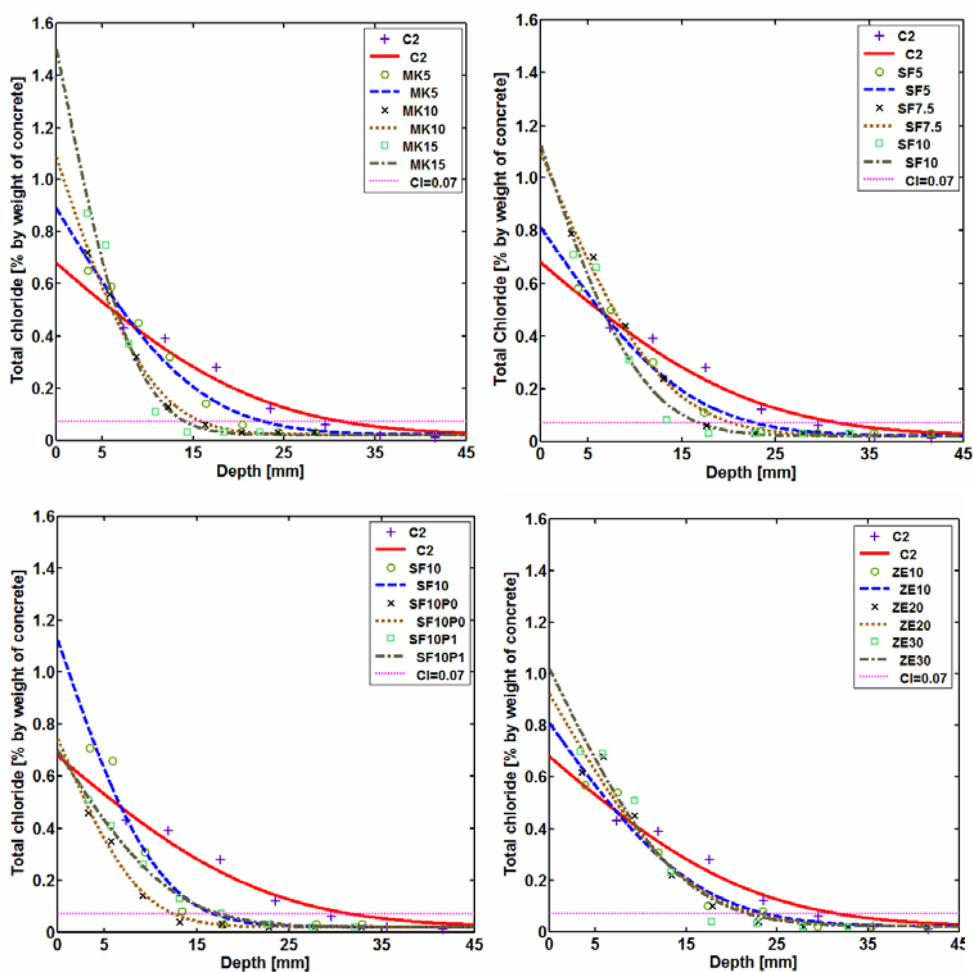 Total chloride [% by weight of concrete]
1.6
1.4
1.2
1.0
0.8
0.6
0.4
0.2
0
C2
C2
MK5
MK5
MK10
MK10
MK15
MK15
Cl=0.07
0 5 15 25 35 45
Depth [mm]
Total Chloride [% by weight of concrete]
1.6
1.4
1.2
1.0
0.8
0.6
0.4
0.2
0
C2
C2
SF5
SF5
SF7.5
SF7.5
SF10
SF10
Cl=0.07
0 5 15 25 35 45
Depth [mm]
Total chloride [% by weight of concrete]
1.6
1.4
1.2
1.0
0.8
0.6
0.4
0.2
0
C2
C2
SF10
SF10
SF10P0
SF10P0
SF10P1
SF10P1
Cl=0.07
0 5 15 25 35 45
Depth [mm]
Total chloride [% by weight of concrete]
1.6
1.4
1.2
1.0
0.8
0.6
0.4
0.2
0
C2
C2
ZE10
ZE10
ZE20
ZE20
ZE30
ZE30
Cl=0.07
0 5 15 25 35 45
Depth [mm]